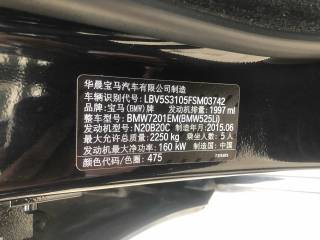 华晨宝马汽车有限公司制造
车辆识别代号：LBV5S3105FSM03742
品牌：宝马(BMW)牌 发动机排量：1997 ml
整车型号：BMW7201EM(BMW525Li)
发动机型号：N20B20C 制造年月：2015.06
最大允许总质量：2250 kg 乘坐人数：5 人
发动机最大净功率：160 kW 制造国：中国
颜色代码/色圈：475